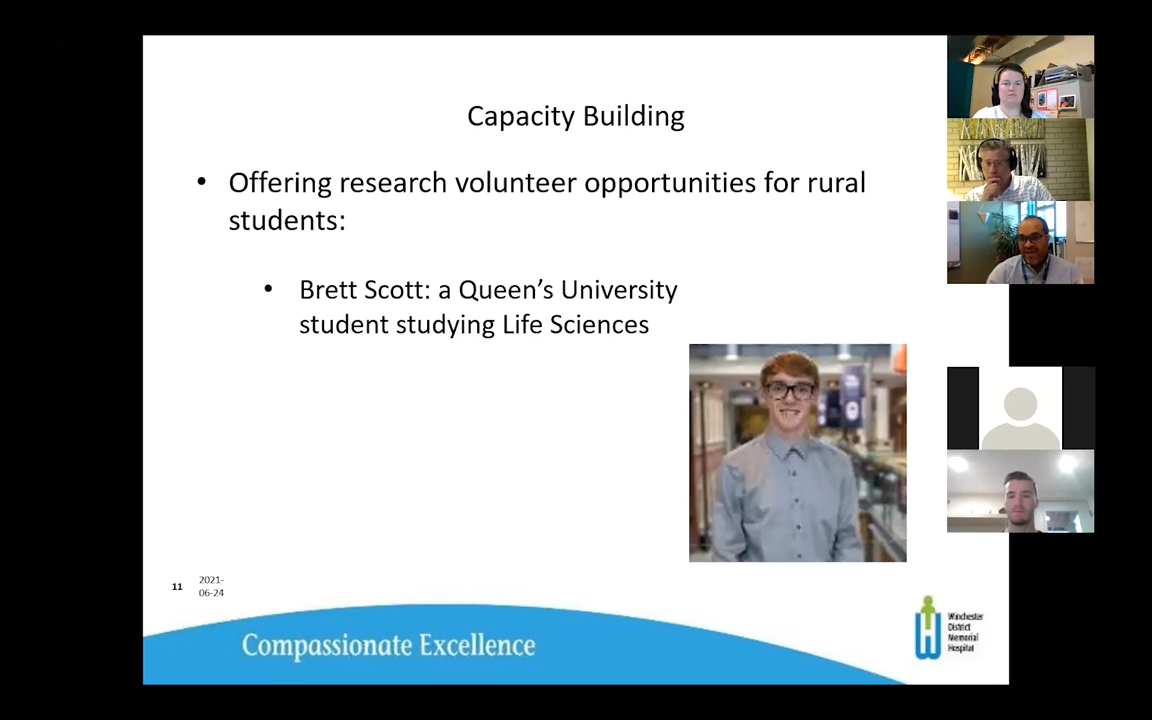 Capacity Building
• Offering research volunteer opportunities for rural
students:
• Brett Scott: a Queen's University
student studying Life Sciences
11
2021-
06-24
Compassionate Excellence
Winchester
District
Memorial
Hospital